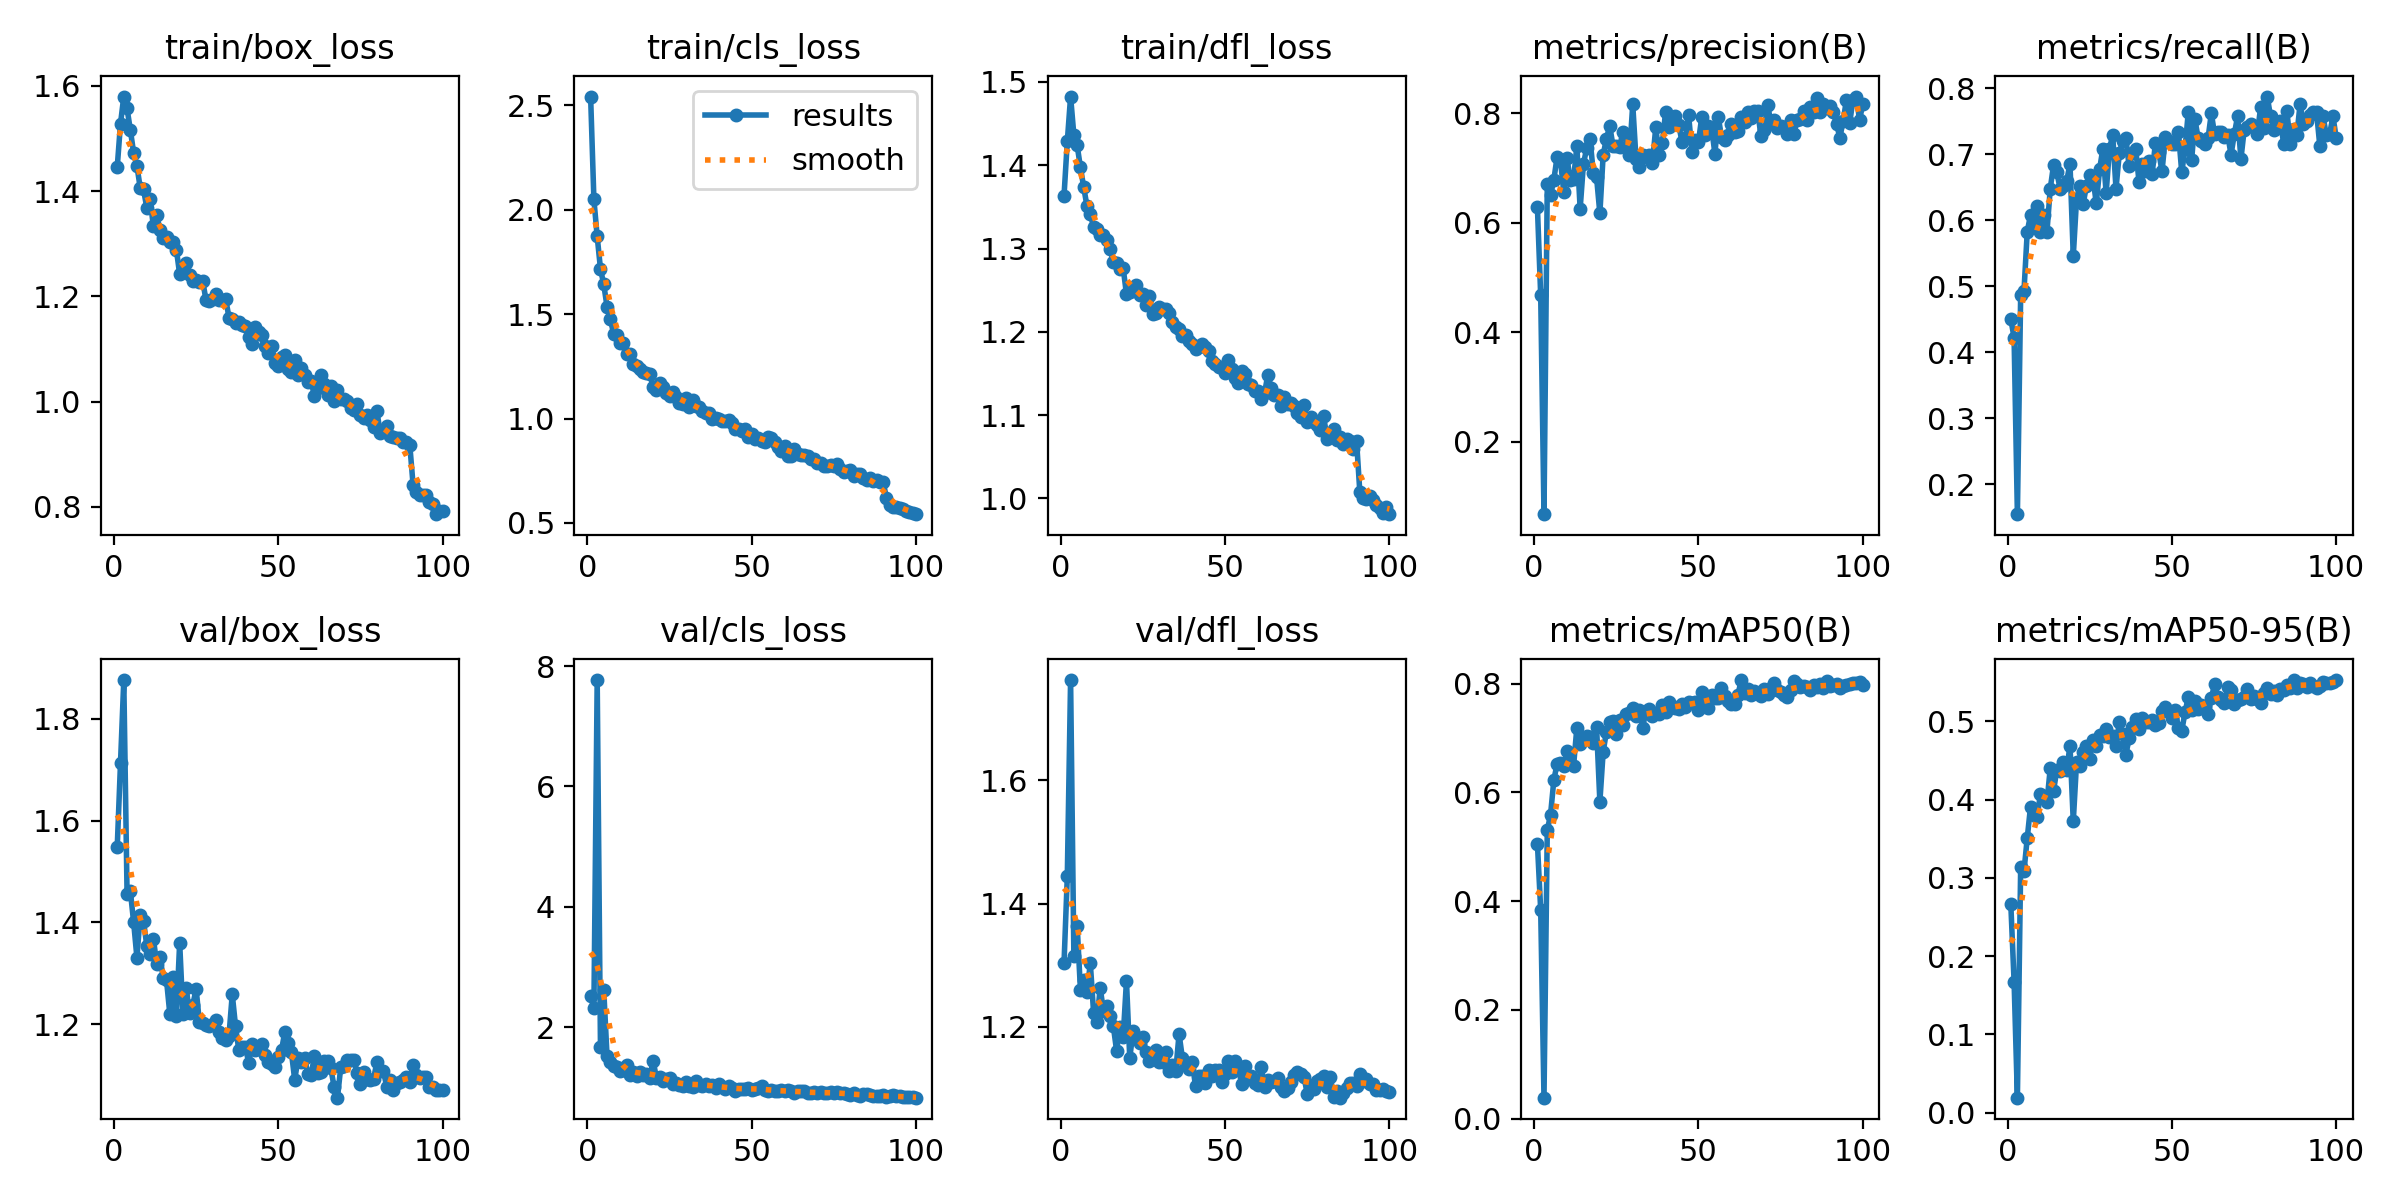 train/box_loss
1.6
1.4
1.2
1.0
0.8
0 50 100
train/cls_loss
results
smooth
2.5
2.0
1.5
1.0
0.5
0 50 100
train/dfl_loss
1.5
1.4
1.3
1.2
1.1
1.0
0 50 100
metrics/precision(B)
0.8
0.6
0.4
0.2
0 50 100
metrics/recall(B)
0.8
0.7
0.6
0.5
0.4
0.3
0.2
0 50 100
val/box_loss
1.8
1.6
1.4
1.2
0 50 100
val/cls_loss
8
6
4
2
0 50 100
val/dfl_loss
1.6
1.4
1.2
0 50 100
metrics/mAP50(B)
0.8
0.6
0.4
0.2
0.0
0 50 100
metrics/mAP50-95(B)
0.5
0.4
0.3
0.2
0.1
0.0
0 50 100